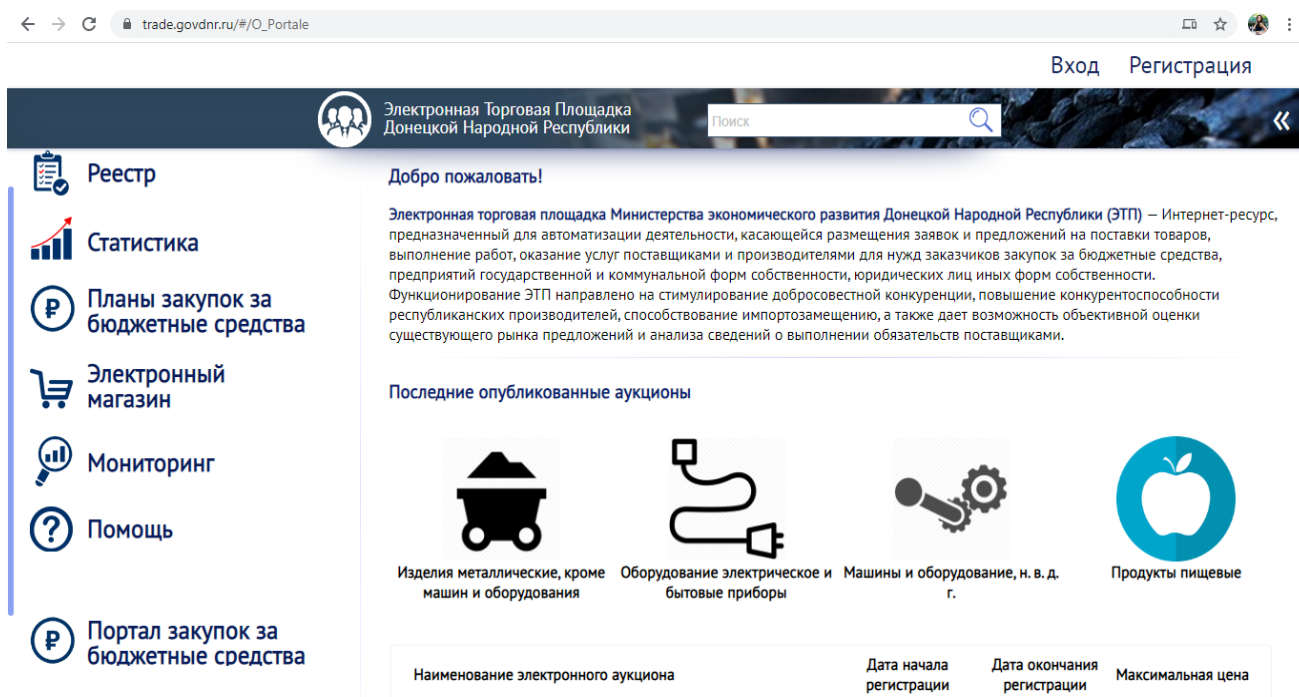 trade.govdnr.ru/#/O_Portale
Вход Регистрация
Электронная Торговая Площадка
Донецкой Народной Республики
Поиск
Реестр
Статистика
Планы закупок за
бюджетные средства
Электронный
магазин
Мониторинг
Помощь
Портал закупок за
бюджетные средства
Добро пожаловать!
Электронная торговая площадка Министерства экономического развития Донецкой Народной Республики (ЭТП) — Интернет-ресурс,
предназначенный для автоматизации деятельности, касающейся размещения заявок и предложений на поставки товаров,
выполнение работ, оказание услуг поставщиками и производителями для нужд заказчиков закупок за бюджетные средства,
предприятий государственной и коммунальной форм собственности, юридических лиц иных форм собственности.
Функционирование ЭТП направлено на стимулирование добросовестной конкуренции, повышение конкурентоспособности
республиканских производителей, способствование импортозамещению, а также дает возможность объективной оценки
существующего рынка предложений и анализа сведений о выполнении обязательств поставщиками.
Последние опубликованные аукционы
Изделия металлические, кроме
машин и оборудования
Оборудование электрическое и
бытовые приборы
Машины и оборудование, н. в. д.
г.
Продукты пищевые
Наименование электронного аукциона
Дата начала
регистрации
Дата окончания
регистрации
Максимальная цена